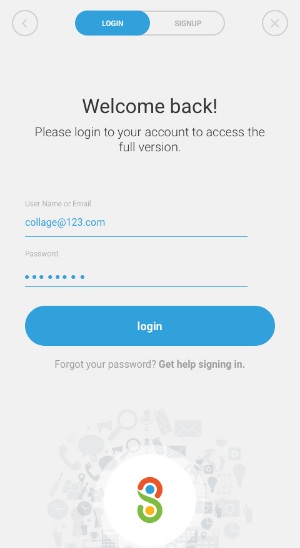 LOGIN SIGNUP
Welcome back!
Please login to your account to access the
full version.
User Name or Email
collage@123.com
Password
login
Forgot your password? Get help signing in.